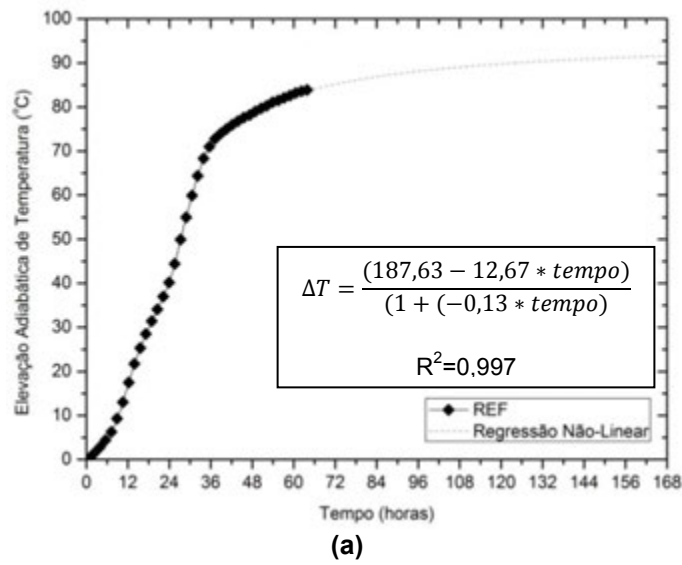 Elevação Adiabática de Temperatura (°C)
100
90
80
70
60
50
40
30
20
10
0
ΔT = (187,63 − 12,67 * tempo)
(1 + (−0,13 * tempo)
R²=0,997
REF
Regressão Não-Linear
0 12 24 36 48 60 72 84 96 108 120 132 144 156 168
Tempo (horas)
(a)